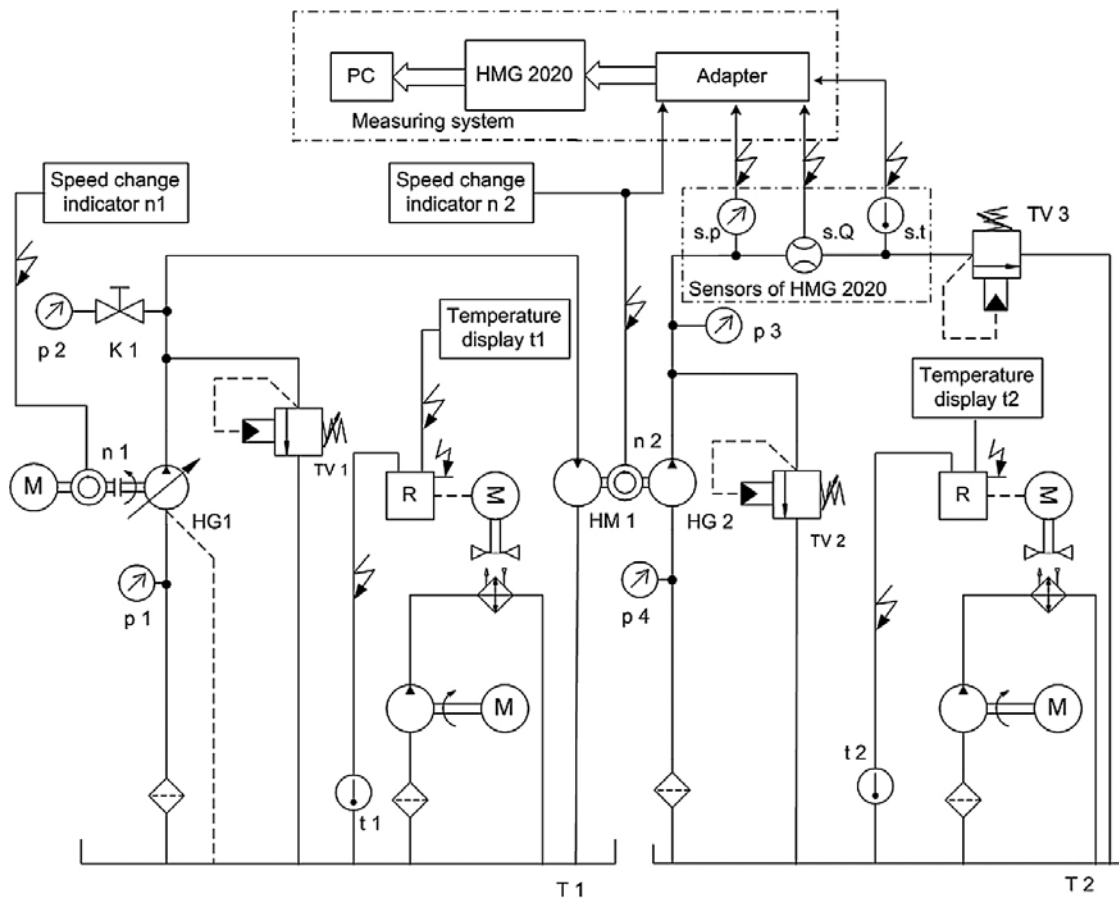 PC
HMG 2020
Adapter
Measuring system
Speed change
indicator n1
Speed change
indicator n 2
s.p
s.Q
s.t
TV 3
Sensors of HMG 2020
p 2
K 1
Temperature
display t1
p 3
Temperature
display t2
n 1
TV 1
n 2
M
HG1
R
M
HM 1
HG 2
TV 2
R
M
p 1
p 4
M
M
t 2
t 1
T 1
T 2